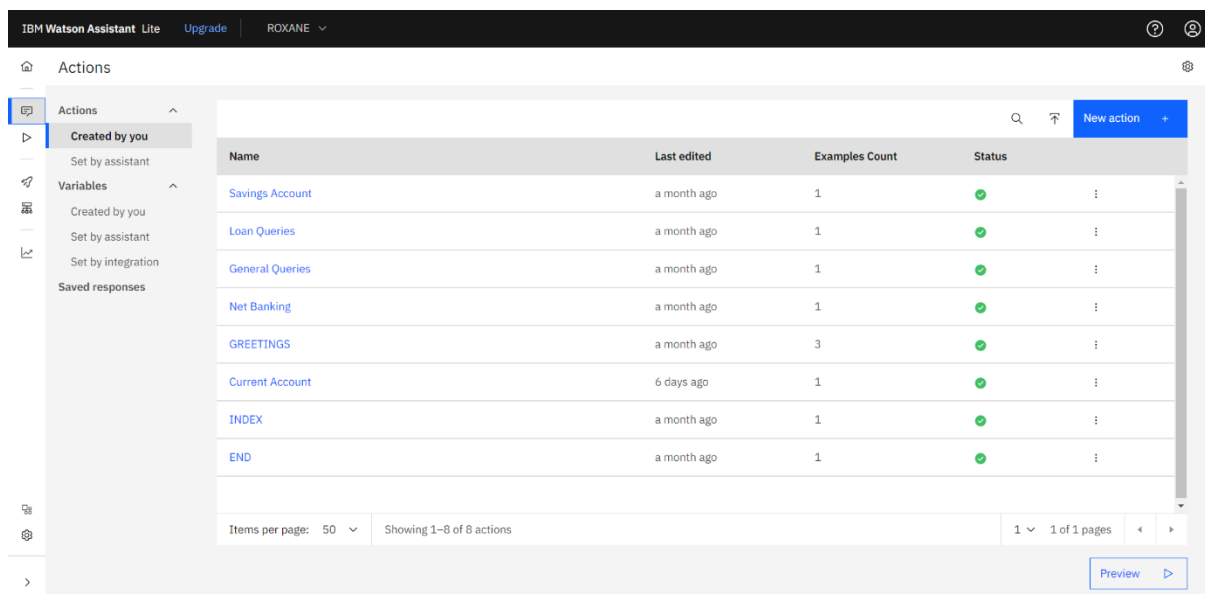 IBM Watson Assistant Lite Upgrade ROXANE
Actions
Actions
Created by you
Set by assistant
Variables
Created by you
Set by assistant
Set by integration
Saved responses
New action +
Name Last edited Examples Count Status
Savings Account a month ago 1
Loan Queries a month ago 1
General Queries a month ago 1
Net Banking a month ago 1
GREETINGS a month ago 3
Current Account 6 days ago 1
INDEX a month ago 1
END a month ago 1
Items per page: 50 Showing 1–8 of 8 actions 1 1 of 1 pages
Preview